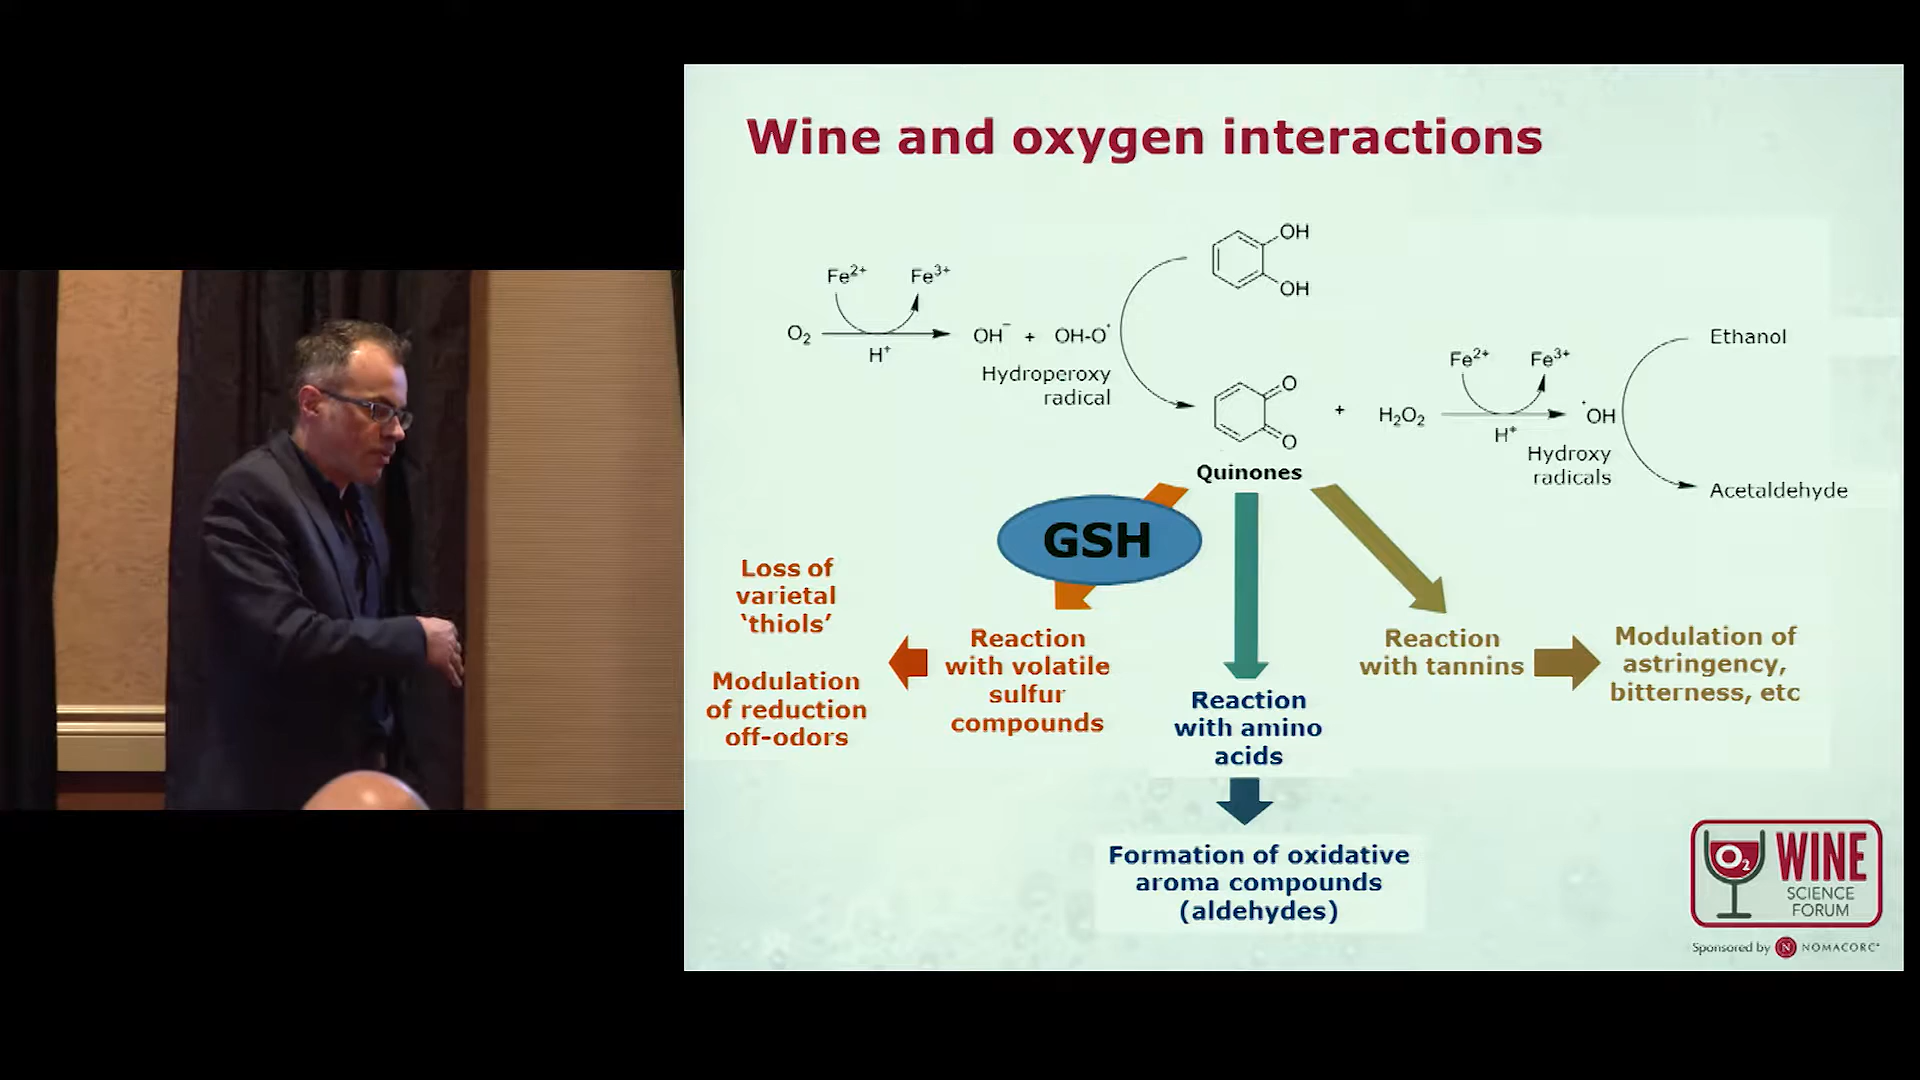 Wine and oxygen interactions
OH
OH
Fe²⁺
Fe³⁺
O₂
H⁺
OH⁻ + OH-O˙
Hydroperoxy
radical
O
O
Quinones
+
H₂O₂
Fe²⁺
Fe³⁺
H⁺
˙OH
Hydroxy
radicals
Ethanol
Acetaldehyde
GSH
Loss of
varietal
‘thiols’
Modulation
of reduction
off-odors
Reaction
with volatile
sulfur
compounds
Reaction
with amino
acids
Formation of oxidative
aroma compounds
(aldehydes)
Reaction
with tannins
Modulation of
astringency,
bitterness, etc
O₂
WINE
SCIENCE
FORUM
Sponsored by N NOMACORC